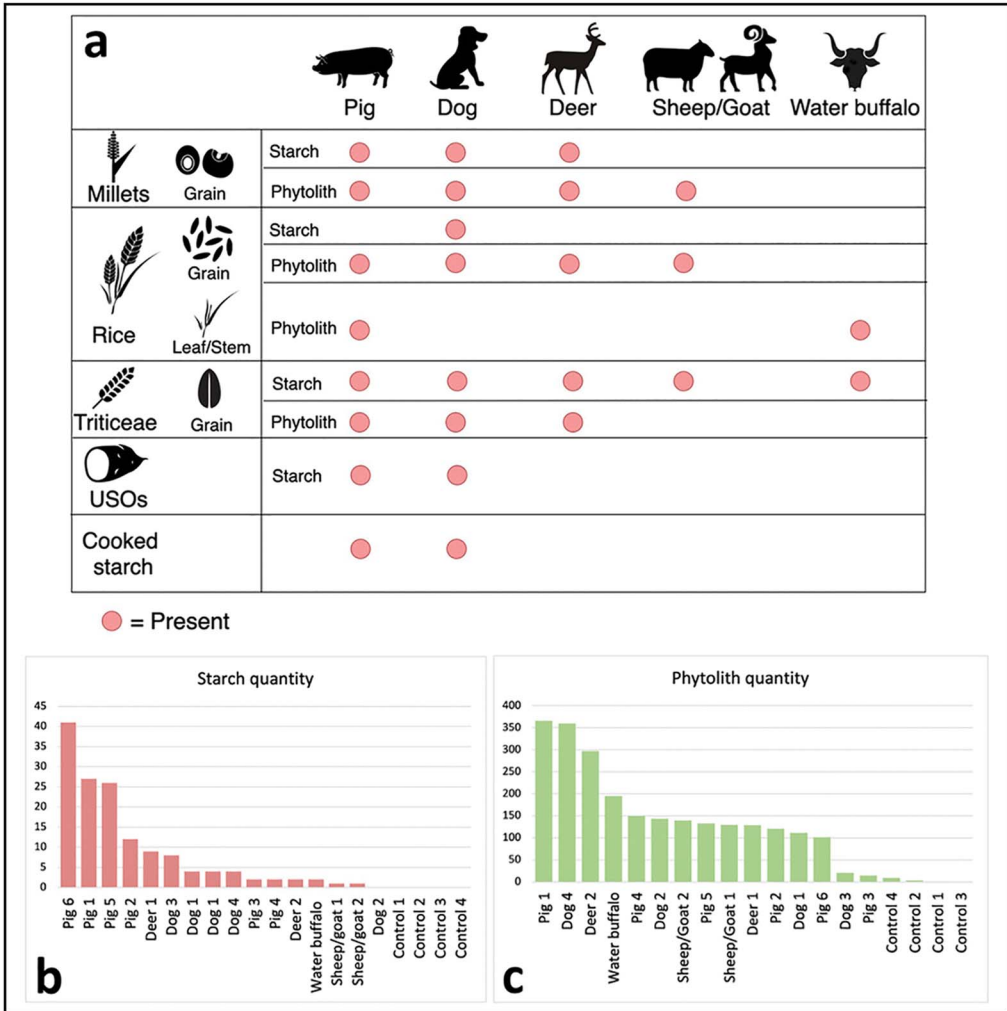 a
Pig Dog Deer Sheep/Goat Water buffalo
Millets Grain
Starch
Phytolith
Rice Grain
Starch
Phytolith
Leaf/Stem
Phytolith
Triticeae Grain
Starch
Phytolith
USOs
Starch
Cooked
starch
= Present
Starch quantity
45
40
35
30
25
20
15
10
5
0
Pig 6
Pig 1
Pig 5
Pig 2
Deer 1
Dog 3
Dog 1
Dog 1
Dog 4
Pig 3
Pig 4
Deer 2
Water buffalo
Sheep/goat 1
Sheep/goat 2
Dog 2
Control 1
Control 2
Control 3
Control 4
b
Phytolith quantity
400
350
300
250
200
150
100
50
0
Pig 1
Dog 4
Deer 2
Water buffalo
Pig 4
Dog 2
Sheep/Goat 2
Pig 5
Sheep/Goat 1
Deer 1
Pig 2
Dog 1
Pig 6
Dog 3
Pig 3
Control 4
Control 2
Control 1
Control 3
c